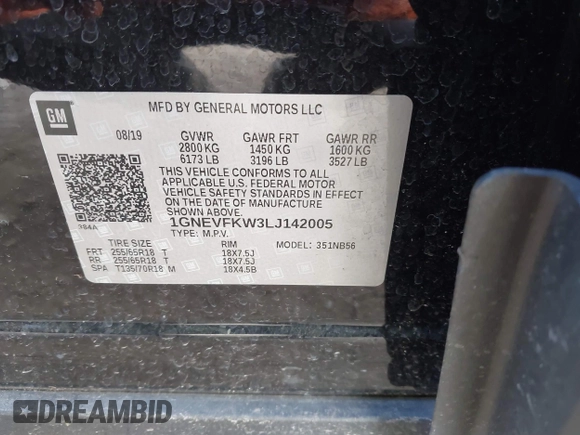 GM
MFD BY GENERAL MOTORS LLC
08/19 GVWR GAWR FRT GAWR RR
2800 KG 1450 KG 1600 KG
6173 LB 3196 LB 3527 LB
THIS VEHICLE CONFORMS TO ALL
APPLICABLE U.S. FEDERAL MOTOR
VEHICLE SAFETY STANDARDS IN EFFECT
ON THE DATE OF MANUFACTURE
SHOWN ABOVE.
384A 1GNEVFKW3LJ142005
TYPE: M.P.V. MODEL: 351NB56
TIRE SIZE RIM
FRT 255/65R18 T 18X7.5J
RR 255/65R18 T 18X7.5J
SPA T135/70R18 M 18X4.5B
DREAMBID